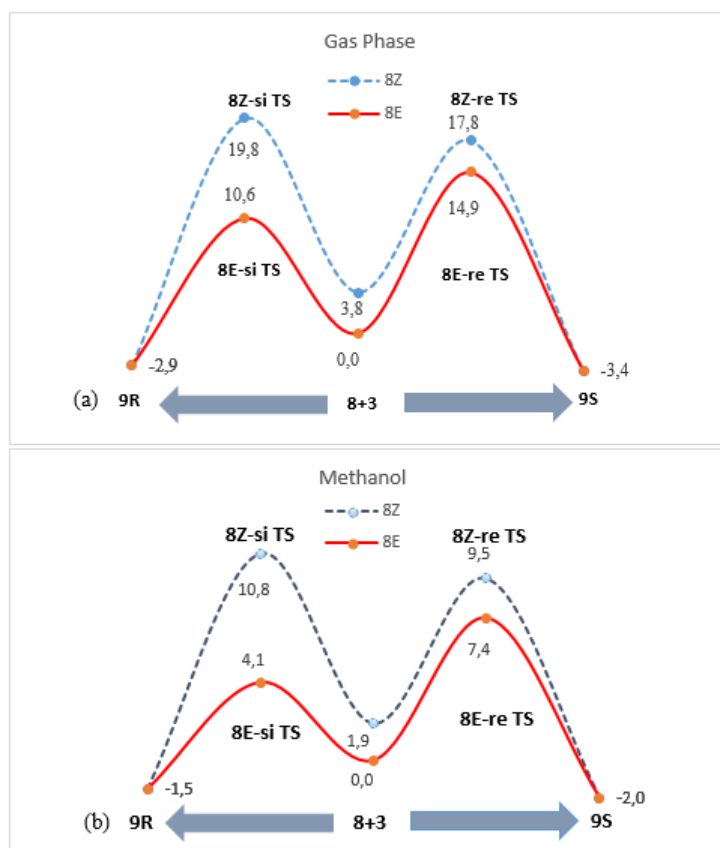 Gas Phase
8Z
8E
8Z-si TS
19,8
10,6
8E-si TS
8Z-re TS
17,8
14,9
8E-re TS
3,8
0,0
-2,9
-3,4
(a) 9R 8+3 9S
Methanol
8Z
8E
8Z-si TS
10,8
4,1
8E-si TS
8Z-re TS
9,5
7,4
8E-re TS
1,9
0,0
-1,5
-2,0
(b) 9R 8+3 9S